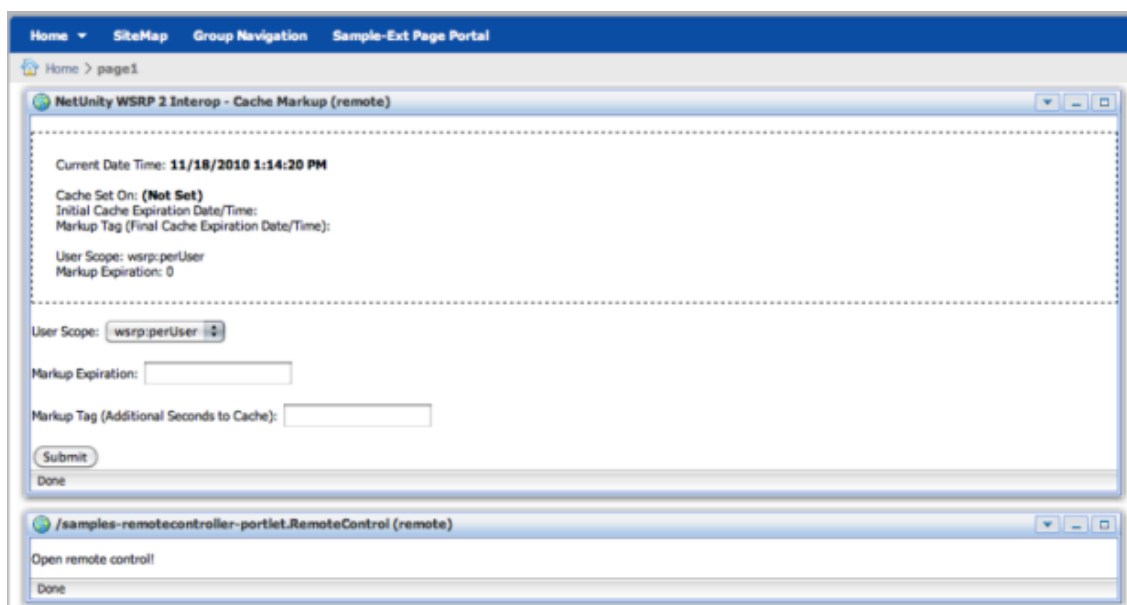 Home SiteMap Group Navigation Sample-Ext Page Portal
Home > page1
NetUnity WSRP 2 Interop - Cache Markup (remote)
Current Date Time: 11/18/2010 1:14:20 PM
Cache Set On: (Not Set)
Initial Cache Expiration Date/Time:
Markup Tag (Final Cache Expiration Date/Time):
User Scope: wsrp:perUser
Markup Expiration: 0
User Scope: wsrp:perUser
Markup Expiration:
Markup Tag (Additional Seconds to Cache):
Submit
Done
/samples-remotecontroller-portlet.RemoteControl (remote)
Open remote control!
Done